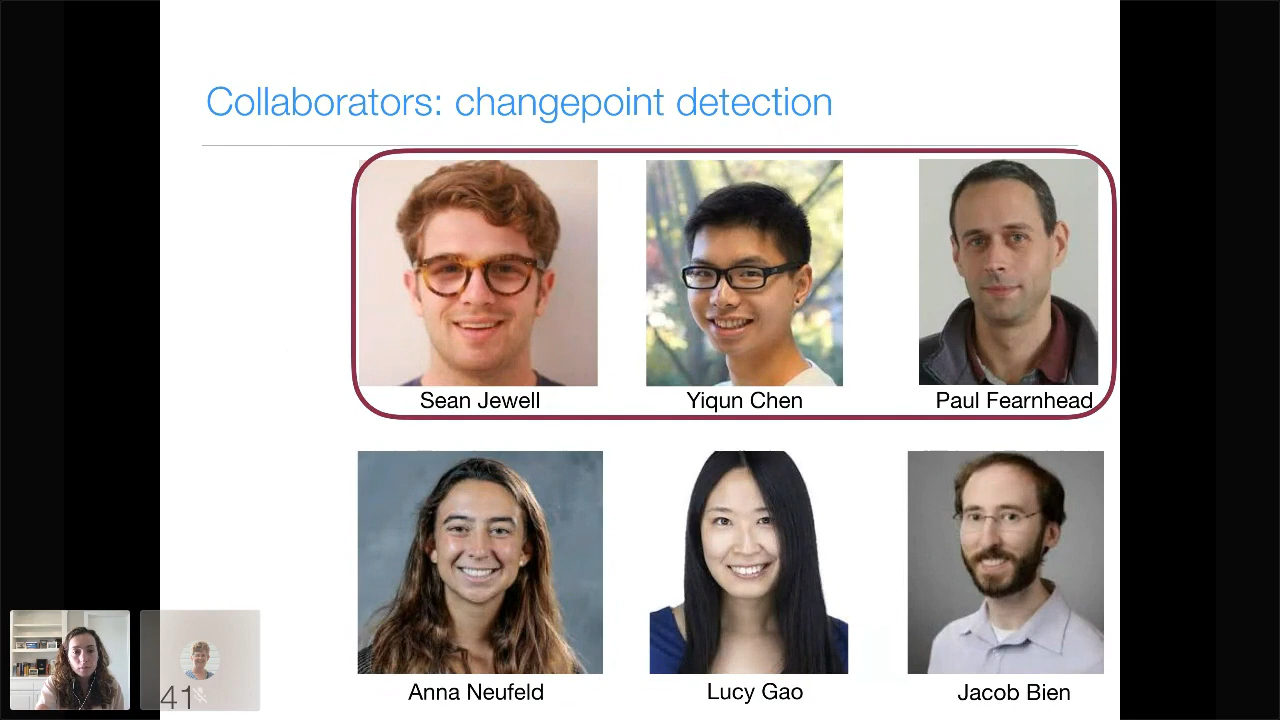 Collaborators: changepoint detection
Sean Jewell
Yiqun Chen
Paul Fearnhead
Anna Neufeld
Lucy Gao
Jacob Bien
41